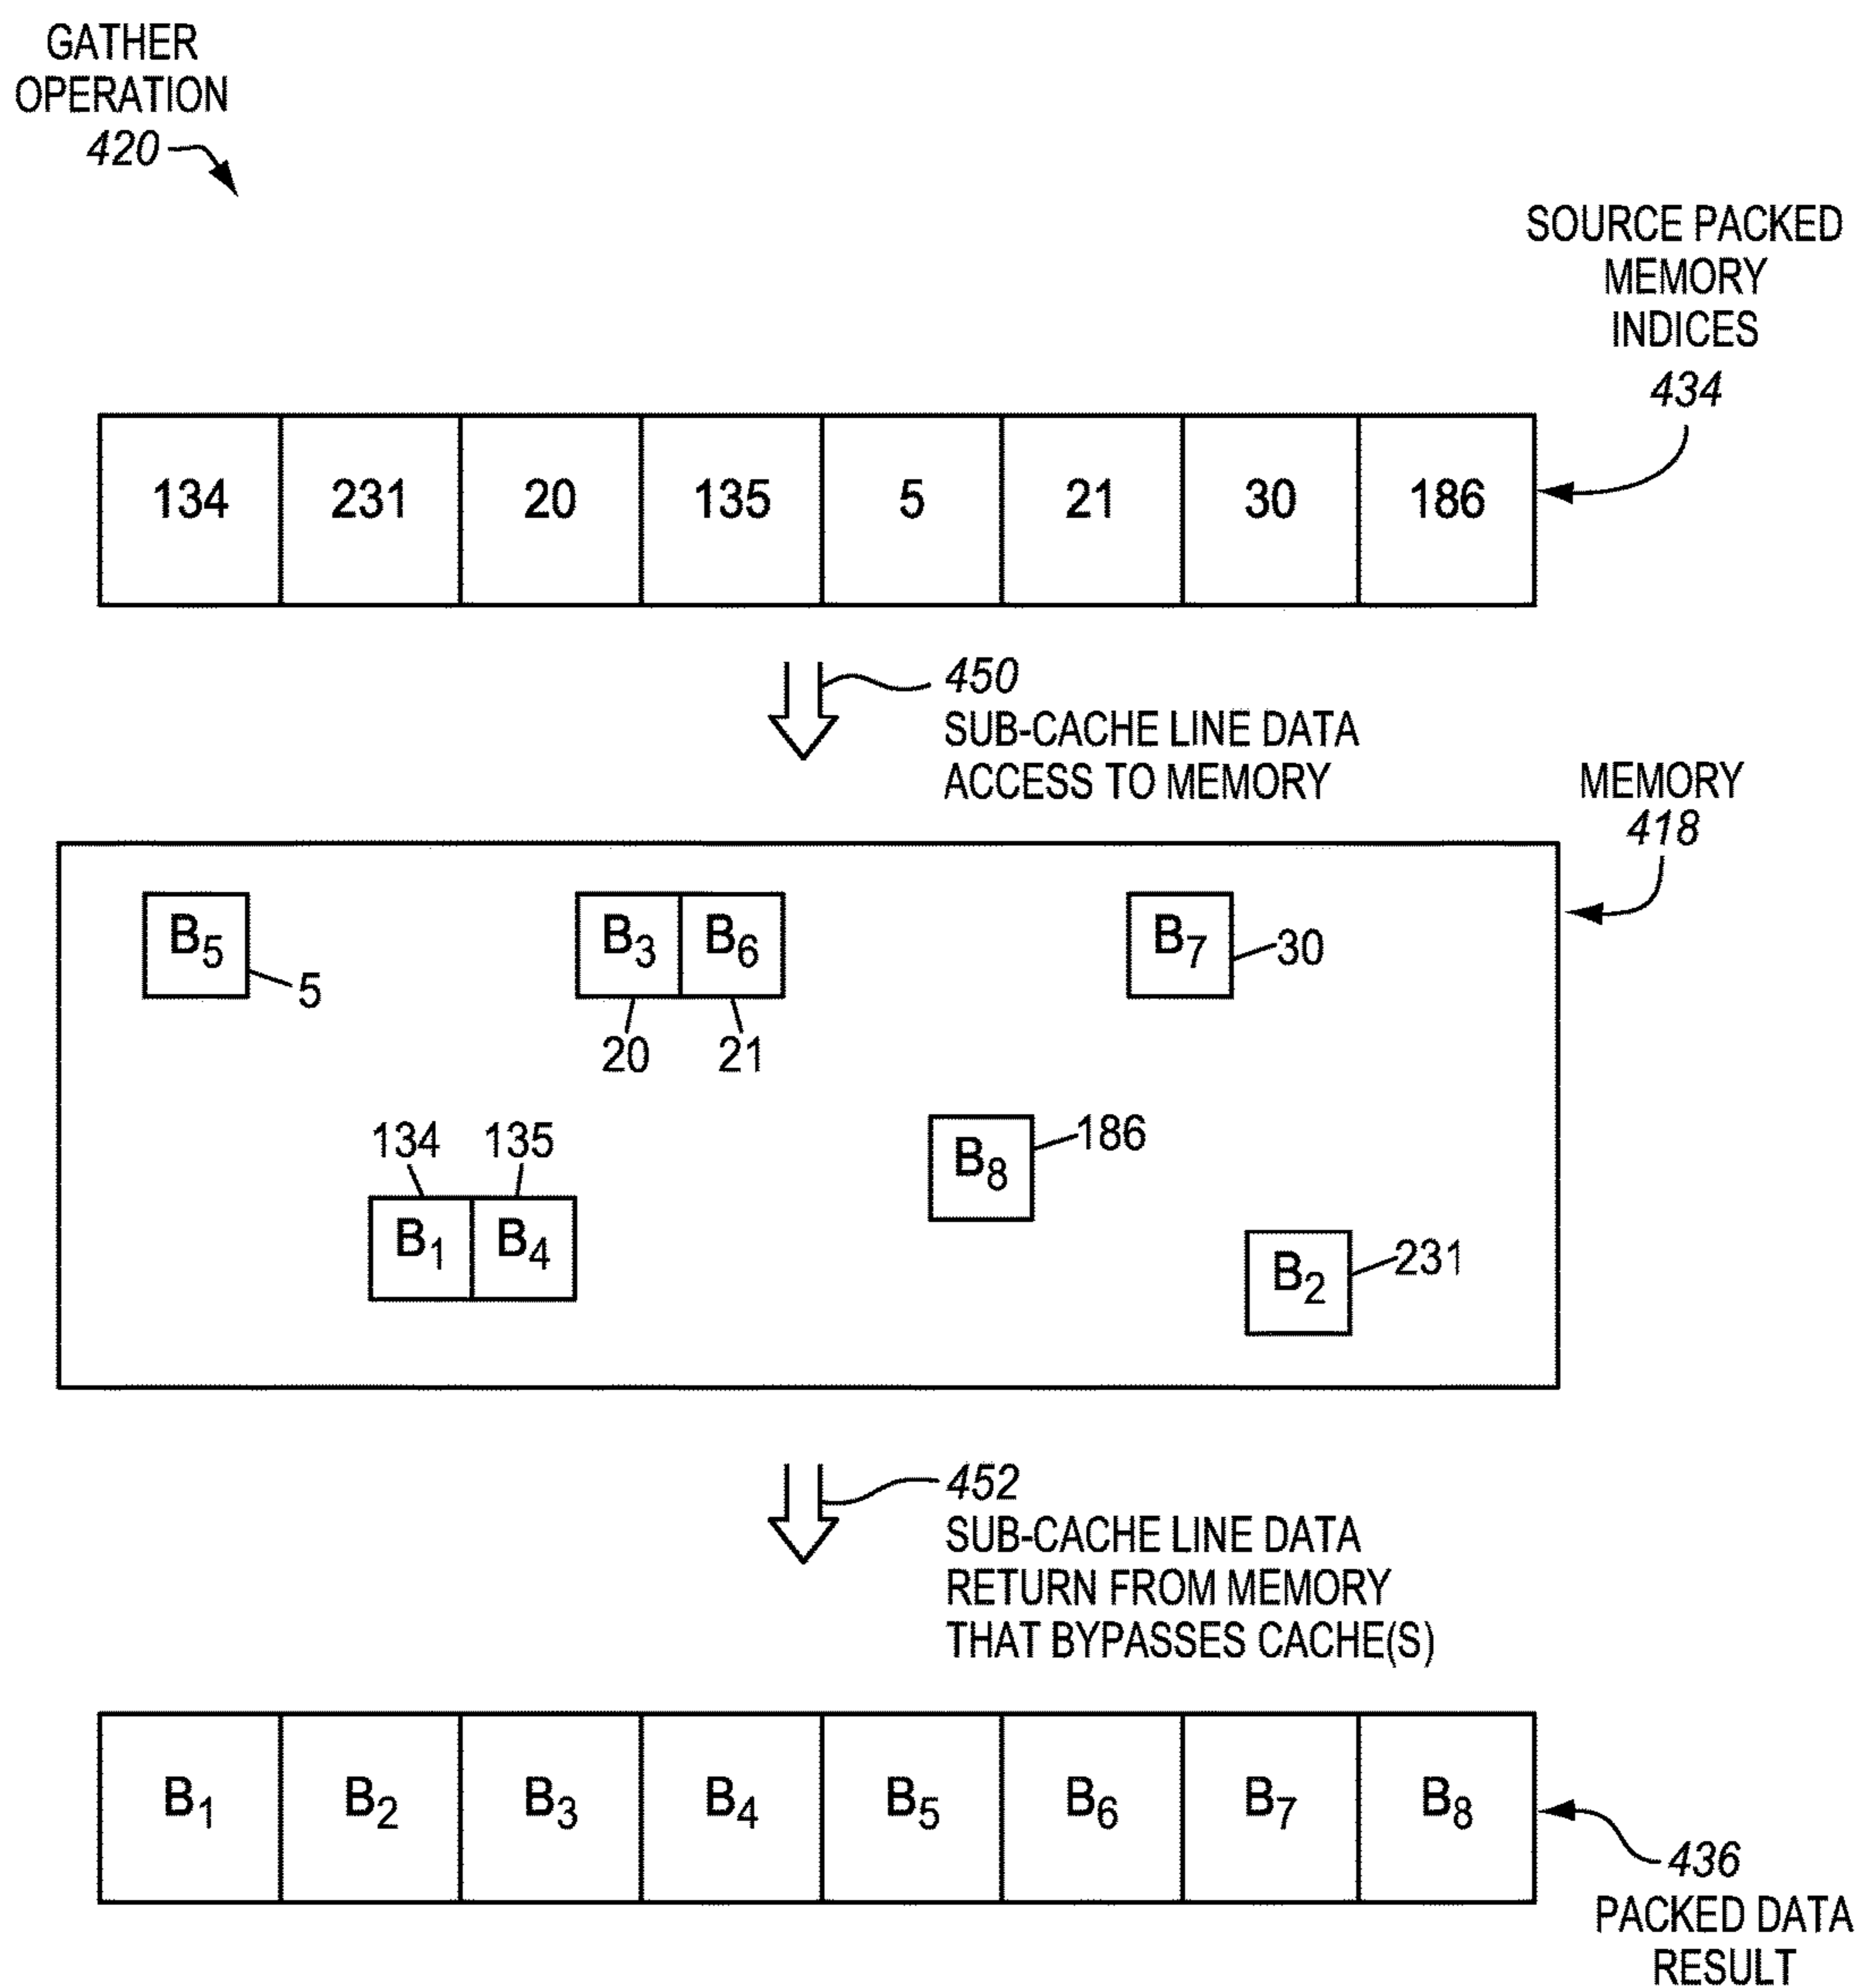 GATHER
OPERATION
420
SOURCE PACKED
MEMORY
INDICES
434
134 231 20 135 5 21 30 186
450
SUB-CACHE LINE DATA
ACCESS TO MEMORY
MEMORY
418
B5 B3 B6 B7
5 30
20 21
134 135 186
B8
B1 B4
B2 231
452
SUB-CACHE LINE DATA
RETURN FROM MEMORY
THAT BYPASSES CACHE(S)
B1 B2 B3 B4 B5 B6 B7 B8
436
PACKED DATA
RESULT